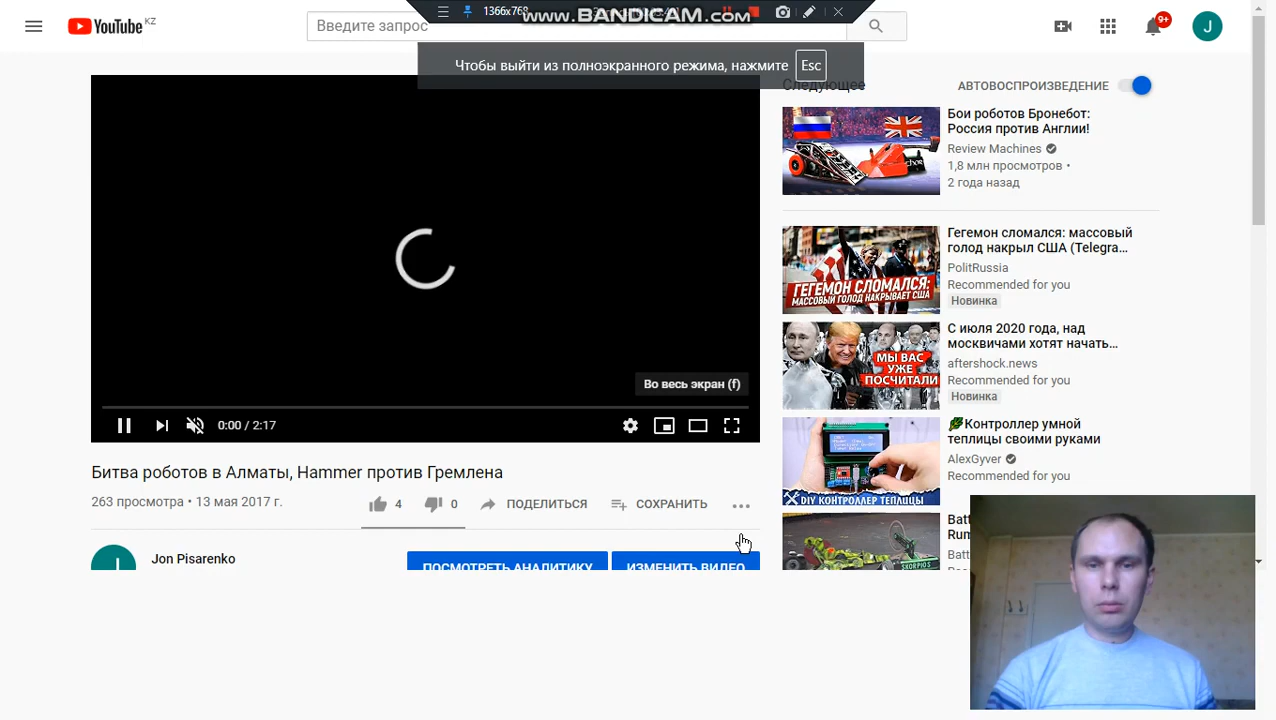 1366x768
www.BANDICAM.com
YouTube KZ
Введите запрос
9+
J
Чтобы выйти из полноэкранного режима, нажмите Esc
Следующее
АВТОВОСПРОИЗВЕДЕНИЕ
Бои роботов Бронебот:
Россия против Англии!
Review Machines
1,8 млн просмотров •
2 года назад
ГЕГЕМОН СЛОМАЛСЯ:
МАССОВЫЙ ГОЛОД НАКРЫВАЕТ США
Гегемон сломался: массовый
голод накрыл США (Telegra...
PolitRussia
Recommended for you
Новинка
МЫ ВАС
УЖЕ
ПОСЧИТАЛИ
С июля 2020 года, над
москвичами хотят начать...
aftershock.news
Recommended for you
Новинка
DIY КОНТРОЛЛЕР ТЕПЛИЦЫ
Контроллер умной
теплицы своими руками
AlexGyver
Recommended for you
Во весь экран (f)
0:00 / 2:17
Битва роботов в Алматы, Hammer против Гремлена
263 просмотра • 13 мая 2017 г.
4
0
ПОДЕЛИТЬСЯ
СОХРАНИТЬ
J
Jon Pisarenko
ПОСМОТРЕТЬ АНАЛИТИКУ
ИЗМЕНИТЬ ВИДЕО
SKORPIOS
Batt
Rum
Batt